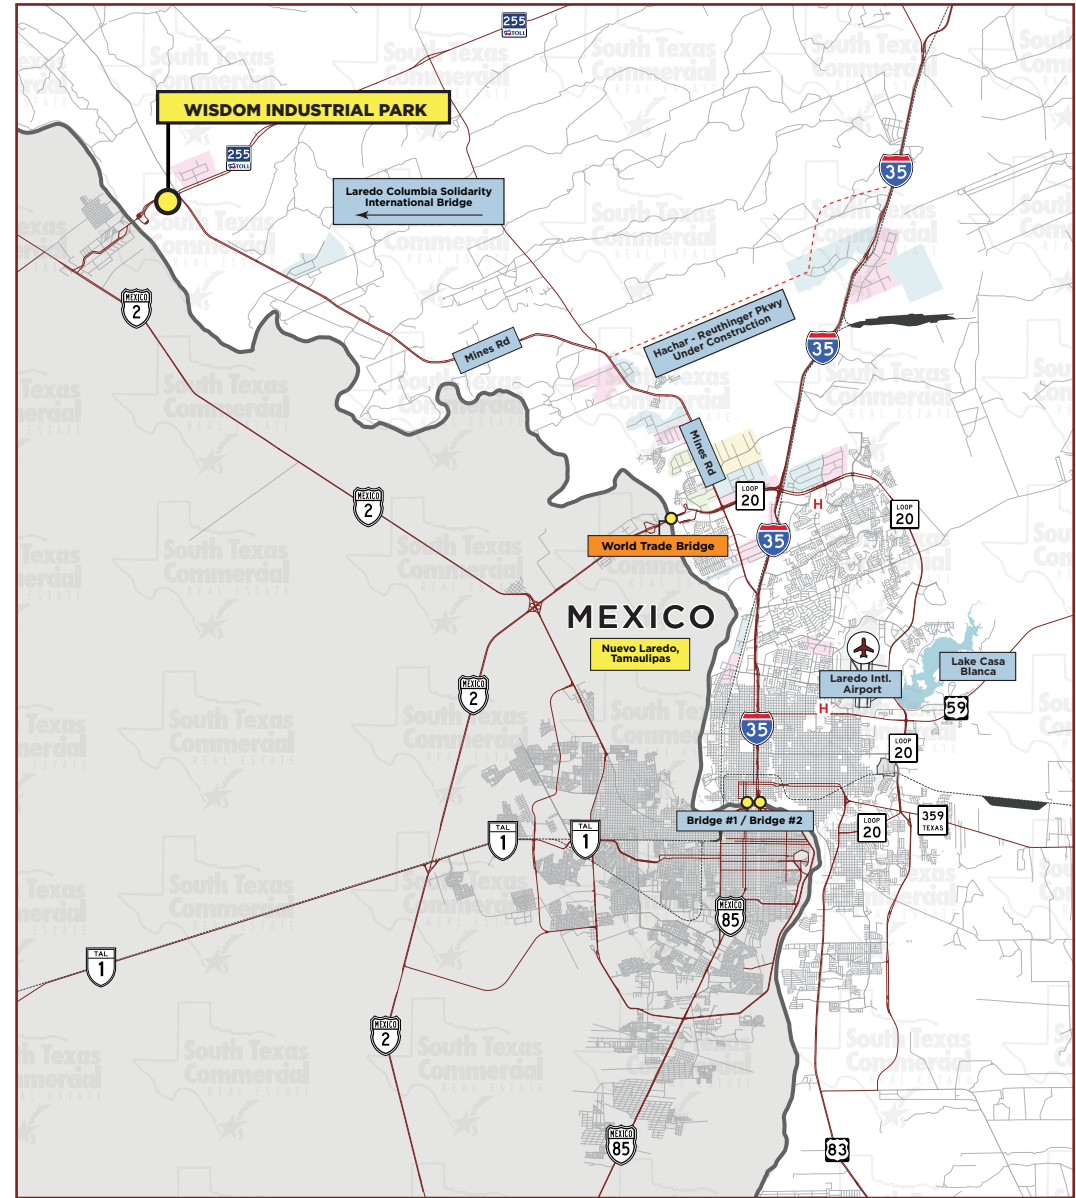 255
TOLL
WISDOM INDUSTRIAL PARK
255
TOLL
35
Laredo Columbia Solidarity
International Bridge
MEXICO
2
Hachar - Reuthinger Pkwy
Under Construction
Mines Rd
35
Mines Rd
LOOP
20
MEXICO
2
H
LOOP
20
35
World Trade Bridge
MEXICO
Nuevo Laredo,
Tamaulipas
Lake Casa
Blanca
Laredo Intl.
Airport
MEXICO
2
H
59
35
LOOP
20
Bridge #1 / Bridge #2
359
TEXAS
LOOP
20
TAL
1
TAL
1
MEXICO
85
TAL
1
MEXICO
2
MEXICO
85
83
South Texas
Commercial
REAL ESTATE